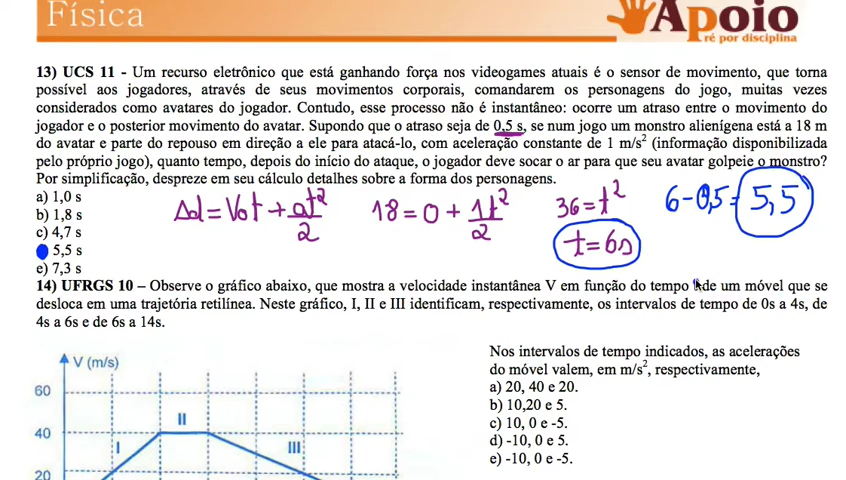 Física
Apoio
ré por disciplina
13) UCS 11 - Um recurso eletrônico que está ganhando força nos videogames atuais é o sensor de movimento, que torna
possível aos jogadores, através de seus movimentos corporais, comandarem os personagens do jogo, muitas vezes
considerados como avatares do jogador. Contudo, esse processo não é instantâneo: ocorre um atraso entre o movimento do
jogador e o posterior movimento do avatar. Supondo que o atraso seja de 0,5 s, se num jogo um monstro alienígena está a 18 m
do avatar e parte do repouso em direção a ele para atacá-lo, com aceleração constante de 1 m/s² (informação disponibilizada
pelo próprio jogo), quanto tempo, depois do início do ataque, o jogador deve socar o ar para que seu avatar golpeie o monstro?
Por simplificação, despreze em seu cálculo detalhes sobre a forma dos personagens.
a) 1,0 s
b) 1,8 s
c) 4,7 s
5,5 s
e) 7,3 s
Δd = Vot + at²/2
18 = 0 + 1t²/2
36 = t²
t = 6s
6 - 0,5 = 5,5
14) UFRGS 10 – Observe o gráfico abaixo, que mostra a velocidade instantânea V em função do tempo t de um móvel que se
desloca em uma trajetória retilínea. Neste gráfico, I, II e III identificam, respectivamente, os intervalos de tempo de 0s a 4s, de
4s a 6s e de 6s a 14s.
V (m/s)
60
40
20
I
II
III
Nos intervalos de tempo indicados, as acelerações
do móvel valem, em m/s², respectivamente,
a) 20, 40 e 20.
b) 10,20 e 5.
c) 10, 0 e -5.
d) -10, 0 e 5.
e) -10, 0 e -5.